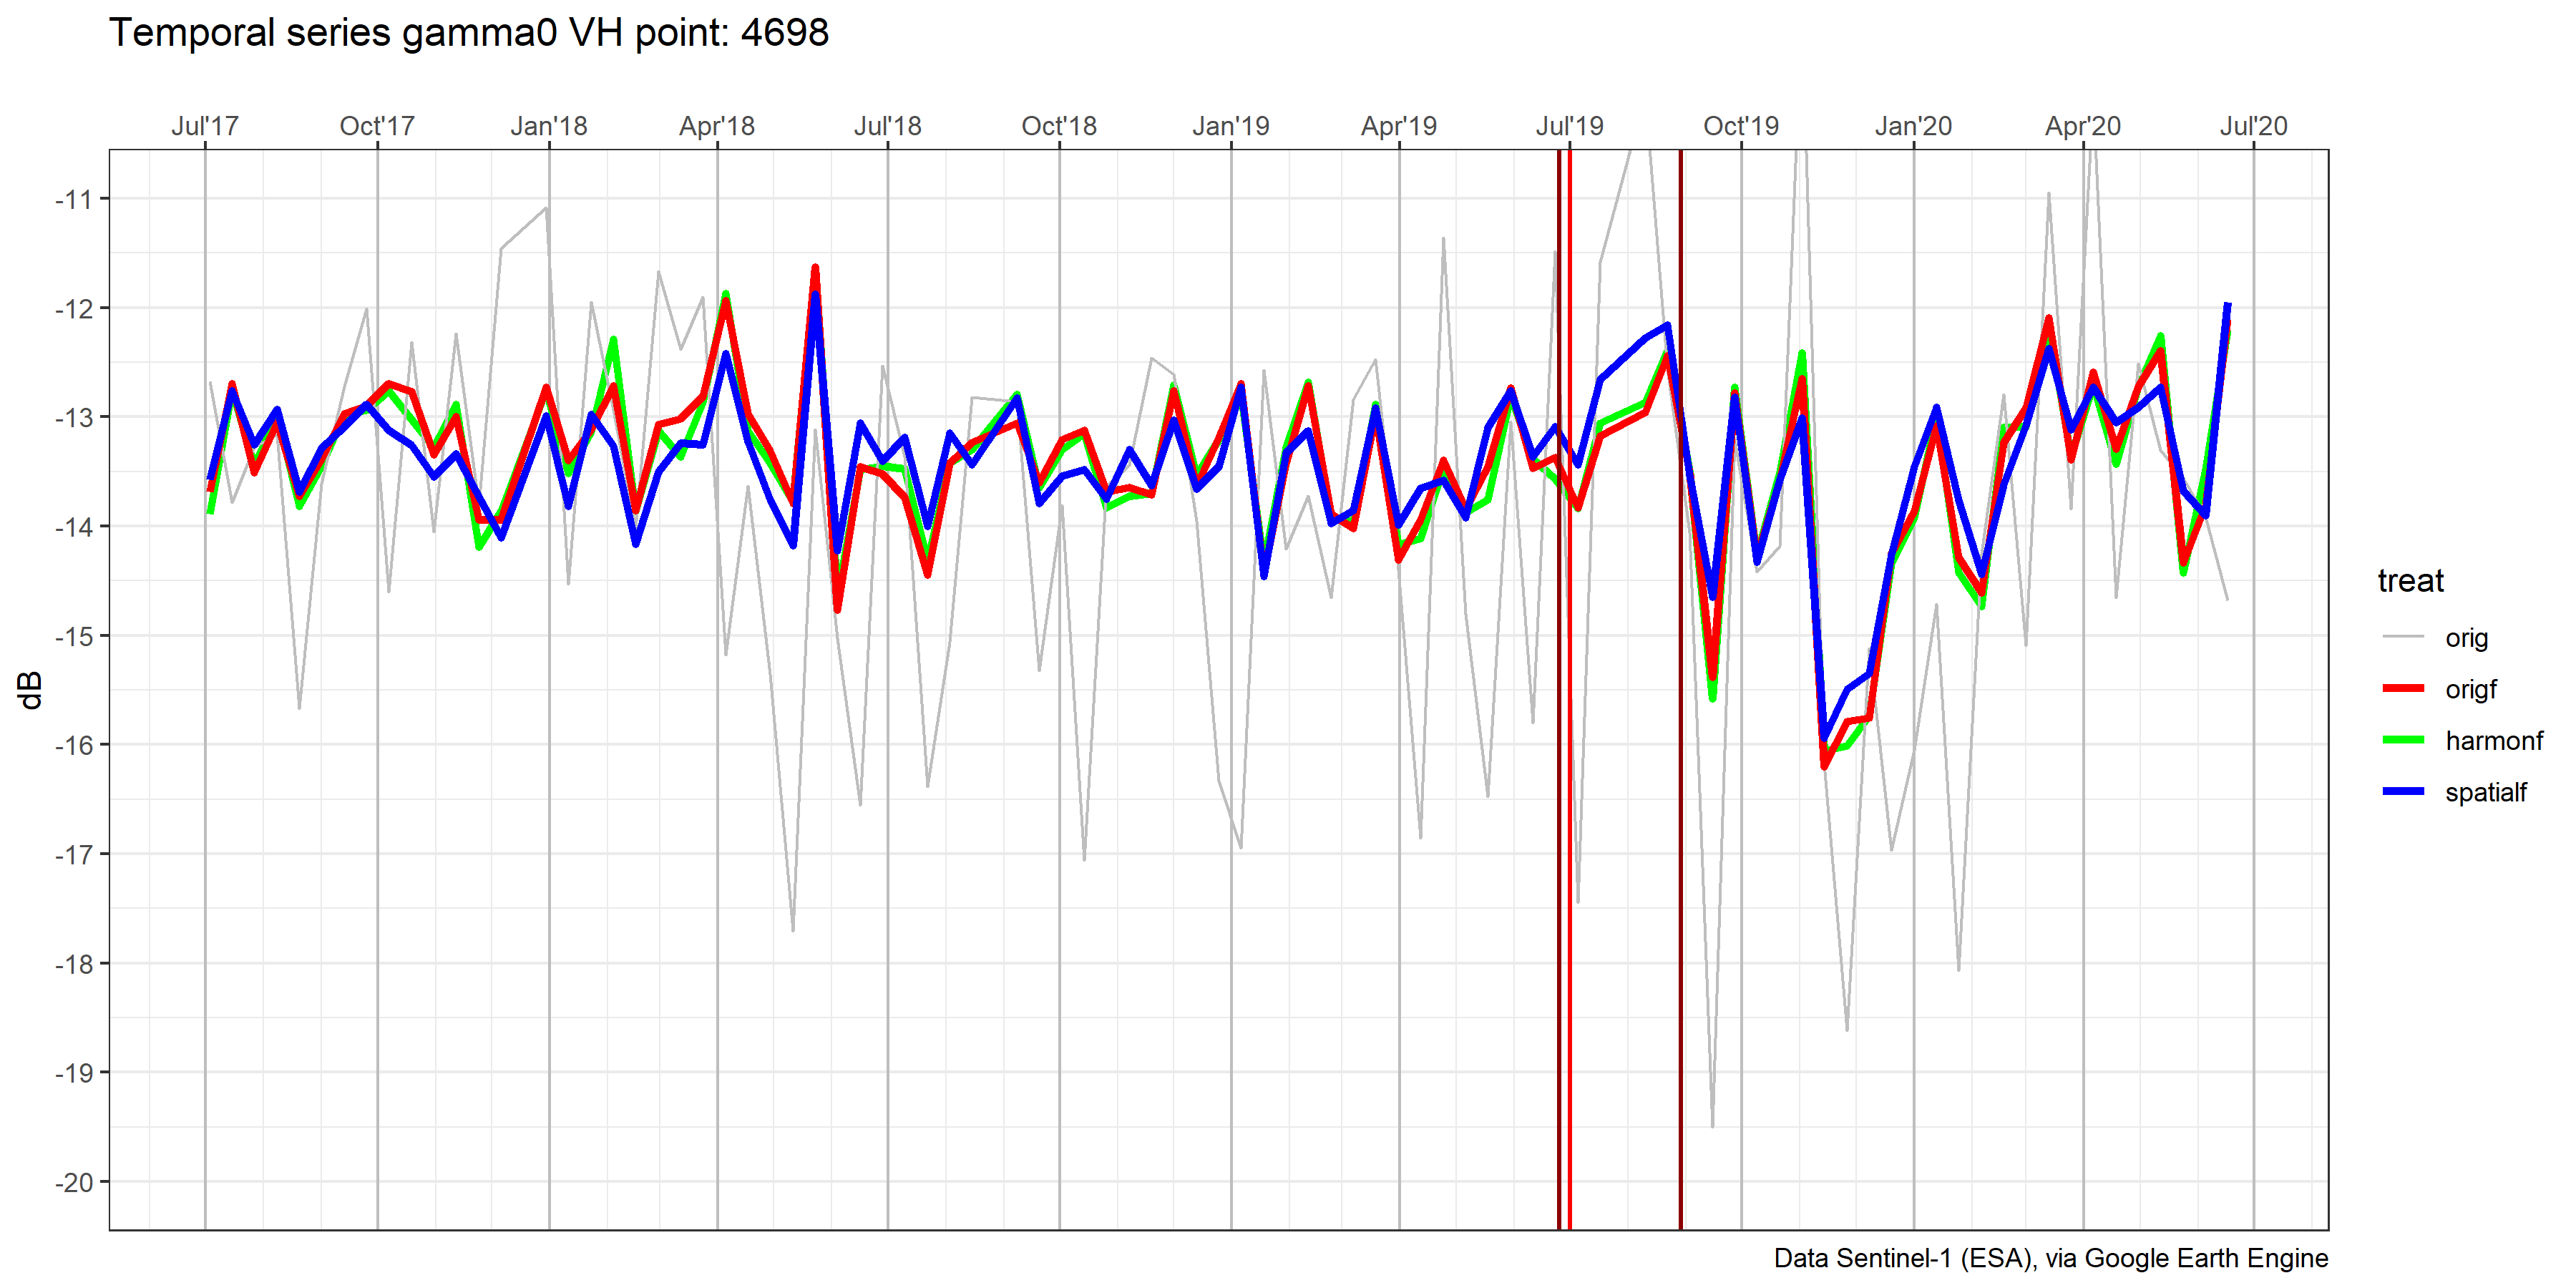 Temporal series gamma0 VH point: 4698
Jul'17 Oct'17 Jan'18 Apr'18 Jul'18 Oct'18 Jan'19 Apr'19 Jul'19 Oct'19 Jan'20 Apr'20 Jul'20
-11
-12
-13
-14
-15
-16
-17
-18
-19
-20
dB
treat
orig
origf
harmonf
spatialf
Data Sentinel-1 (ESA), via Google Earth Engine